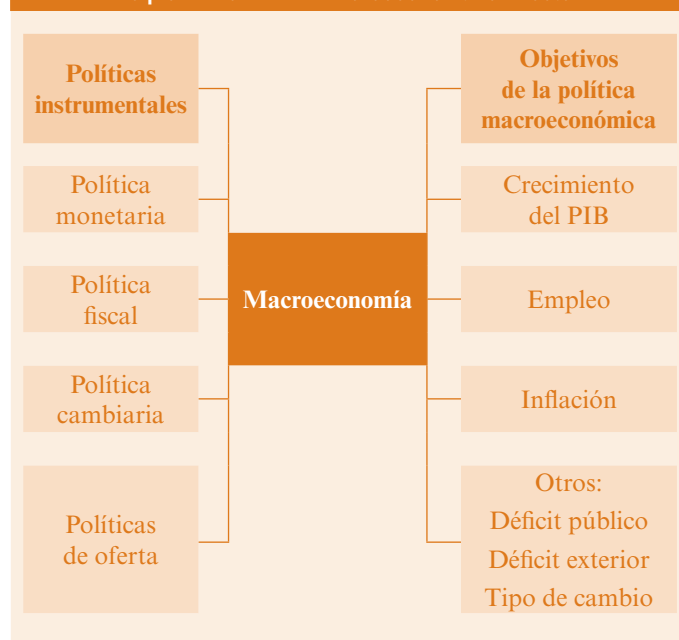 Políticas
instrumentales
Política
monetaria
Política
fiscal
Política
cambiaria
Políticas
de oferta
Macroeconomía
Objetivos
de la política
macroeconómica
Crecimiento
del PIB
Empleo
Inflación
Otros:
Déficit público
Déficit exterior
Tipo de cambio